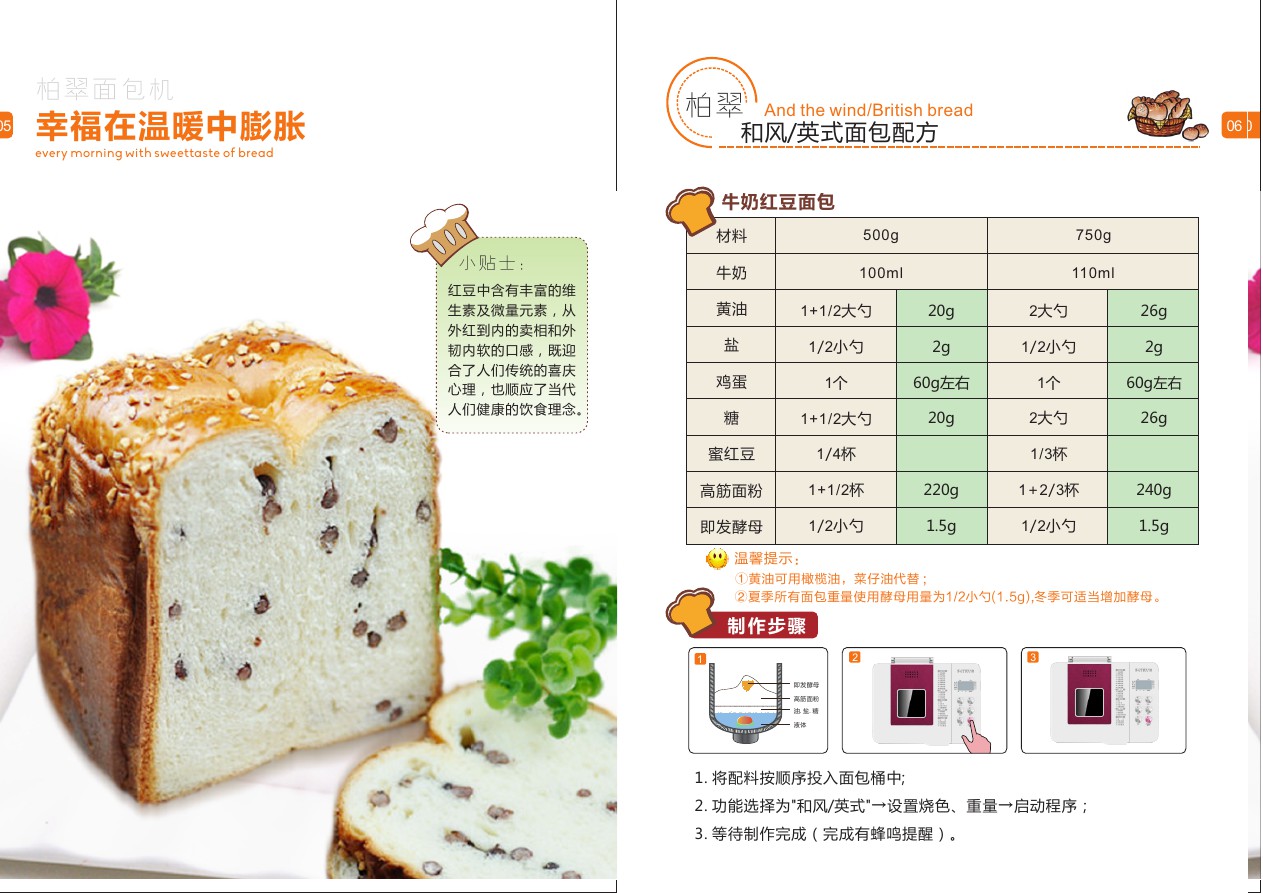 柏翠面包机
05
幸福在温暖中膨胀
every morning with sweettaste of bread
小贴士：
红豆中含有丰富的维
生素及微量元素，从
外红到内的卖相和外
韧内软的口感，既迎
合了人们传统的喜庆
心理，也顺应了当代
人们健康的饮食理念。
柏翠
And the wind/British bread
和风/英式面包配方
06
牛奶红豆面包
材料 500g 750g
牛奶 100ml 110ml
黄油 1+1/2大勺 20g 2大勺 26g
盐 1/2小勺 2g 1/2小勺 2g
鸡蛋 1个 60g左右 1个 60g左右
糖 1+1/2大勺 20g 2大勺 26g
蜜红豆 1/4杯 1/3杯
高筋面粉 1+1/2杯 220g 1+2/3杯 240g
即发酵母 1/2小勺 1.5g 1/2小勺 1.5g
温馨提示：
①黄油可用橄榄油，菜仔油代替；
②夏季所有面包重量使用酵母用量为1/2小勺(1.5g),冬季可适当增加酵母。
制作步骤
1
即发酵母
高筋面粉
油. 盐. 糖
液体
2
3
1. 将配料按顺序投入面包桶中;
2. 功能选择为"和风/英式"→设置烧色、重量→启动程序；
3. 等待制作完成（完成有蜂鸣提醒）。